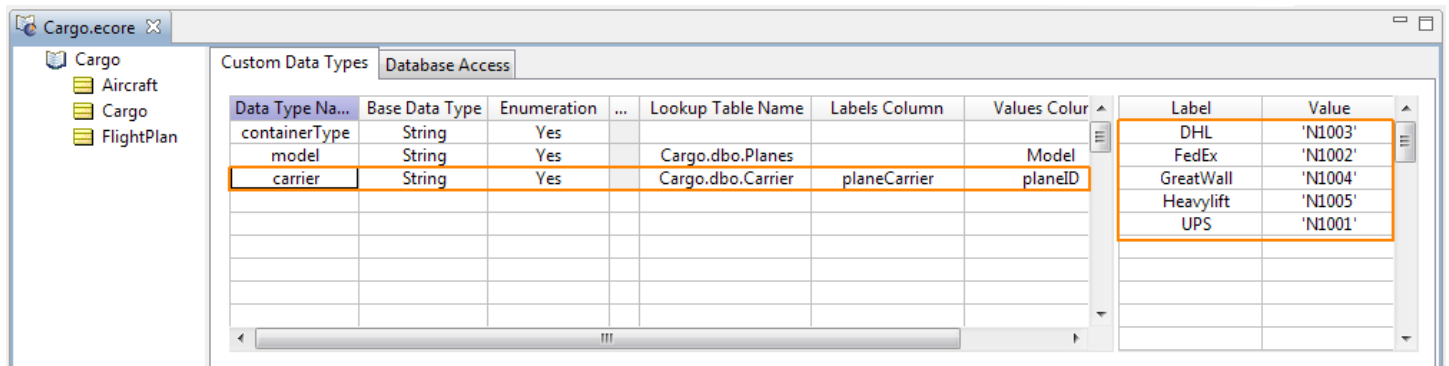 Cargo.ecore
Cargo
Aircraft
Cargo
FlightPlan
Custom Data Types Database Access
Data Type Na... Base Data Type Enumeration ... Lookup Table Name Labels Column Values Colur
containerType String Yes
model String Yes Cargo.dbo.Planes Model
carrier String Yes Cargo.dbo.Carrier planeCarrier planeID
Label Value
DHL 'N1003'
FedEx 'N1002'
GreatWall 'N1004'
Heavylift 'N1005'
UPS 'N1001'